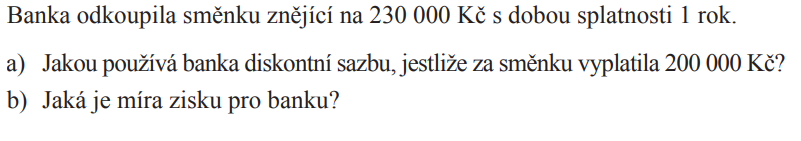 Banka odkoupila směnku znějící na 230 000 Kč s dobou splatnosti 1 rok.
a) Jakou používá banka diskontní sazbu, jestliže za směnku vyplatila 200 000 Kč?
b) Jaká je míra zisku pro banku?